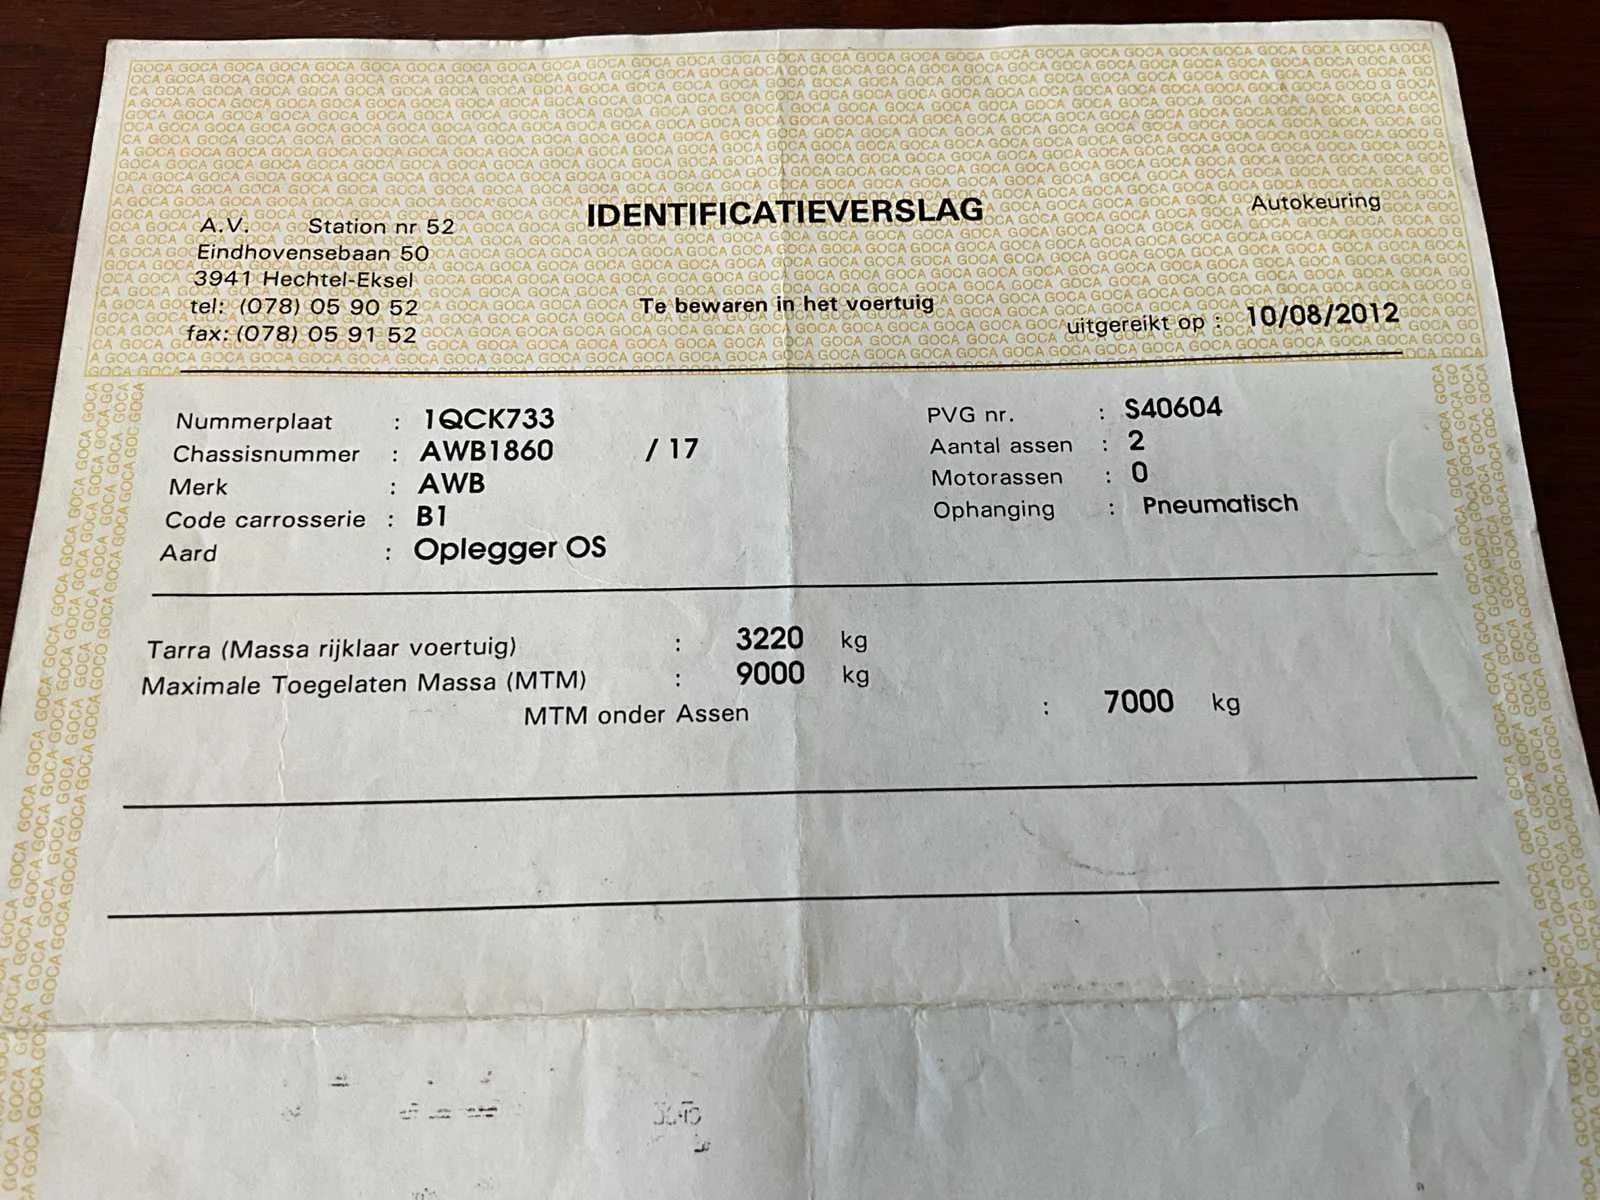 IDENTIFICATIEVERSLAG
Autokeuring
A.V. Station nr 52
Eindhovensebaan 50
3941 Hechtel-Eksel
tel: (078) 05 90 52
fax: (078) 05 91 52
Te bewaren in het voertuig
uitgereikt op : 10/08/2012
Nummerplaat : 1QCK733
Chassisnummer : AWB1860 / 17
Merk : AWB
Code carrosserie : B1
Aard : Oplegger OS
PVG nr. : S40604
Aantal assen : 2
Motorassen : 0
Ophanging : Pneumatisch
Tarra (Massa rijklaar voertuig) : 3220 kg
Maximale Toegelaten Massa (MTM) : 9000 kg
MTM onder Assen : 7000 kg